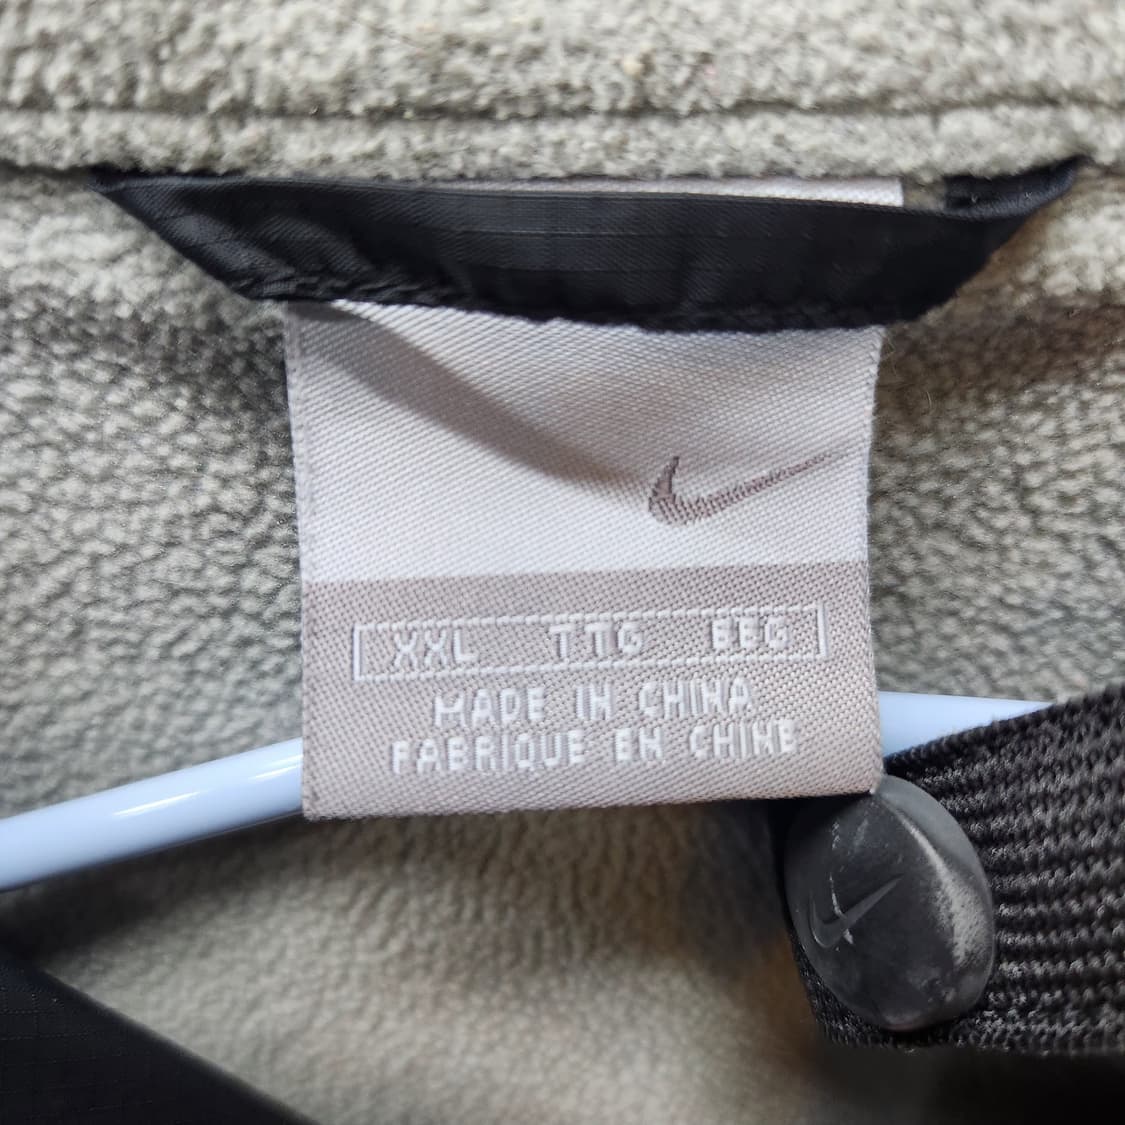 XXL TTG EEG
MADE IN CHINA
FABRIQUE EN CHINE